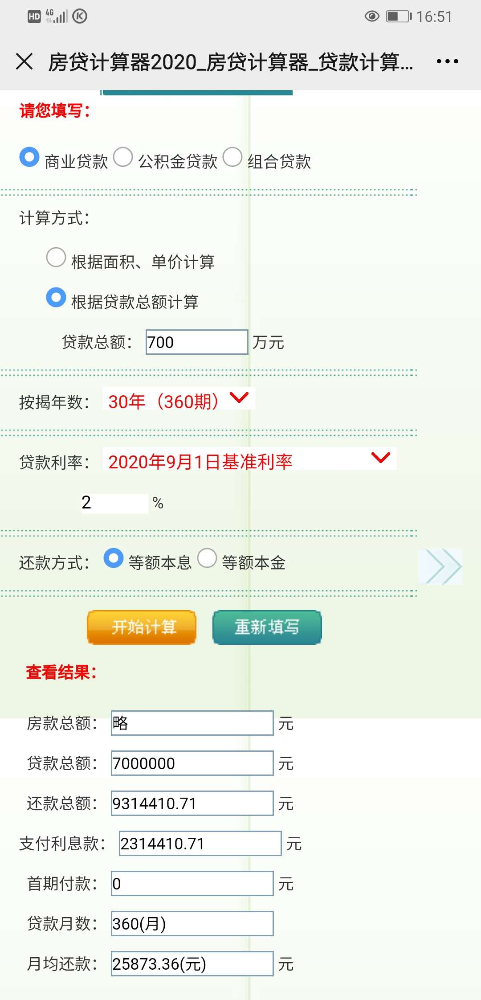 HD 4G K 16:51
房贷计算器2020_房贷计算器_贷款计算...
请您填写：
商业贷款 公积金贷款 组合贷款
计算方式：
根据面积、单价计算
根据贷款总额计算
贷款总额： 700 万元
按揭年数： 30年（360期）
贷款利率： 2020年9月1日基准利率
2 %
还款方式： 等额本息 等额本金
开始计算 重新填写
查看结果：
房款总额： 略 元
贷款总额： 7000000 元
还款总额： 9314410.71 元
支付利息款： 2314410.71 元
首期付款： 0 元
贷款月数： 360(月)
月均还款： 25873.36(元) 元